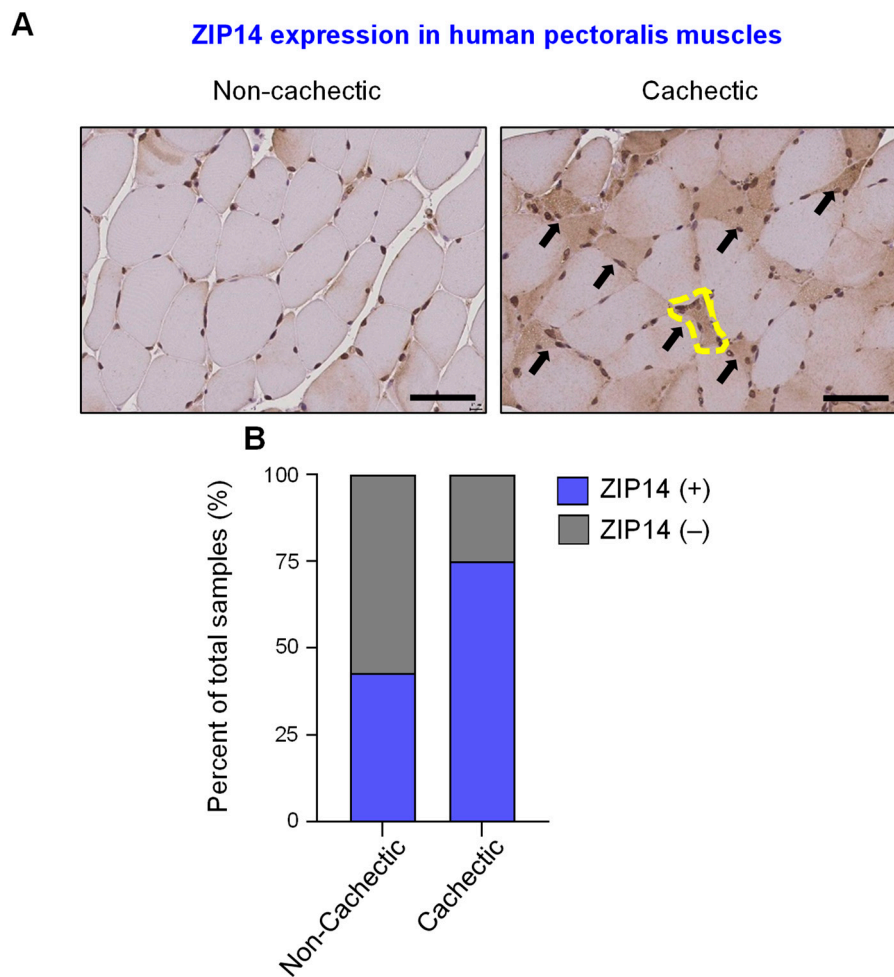 A
ZIP14 expression in human pectoralis muscles
Non-cachectic
Cachectic
B
Percent of total samples (%)
100
75
50
25
0
Non-Cachectic
Cachectic
ZIP14 (+)
ZIP14 (–)